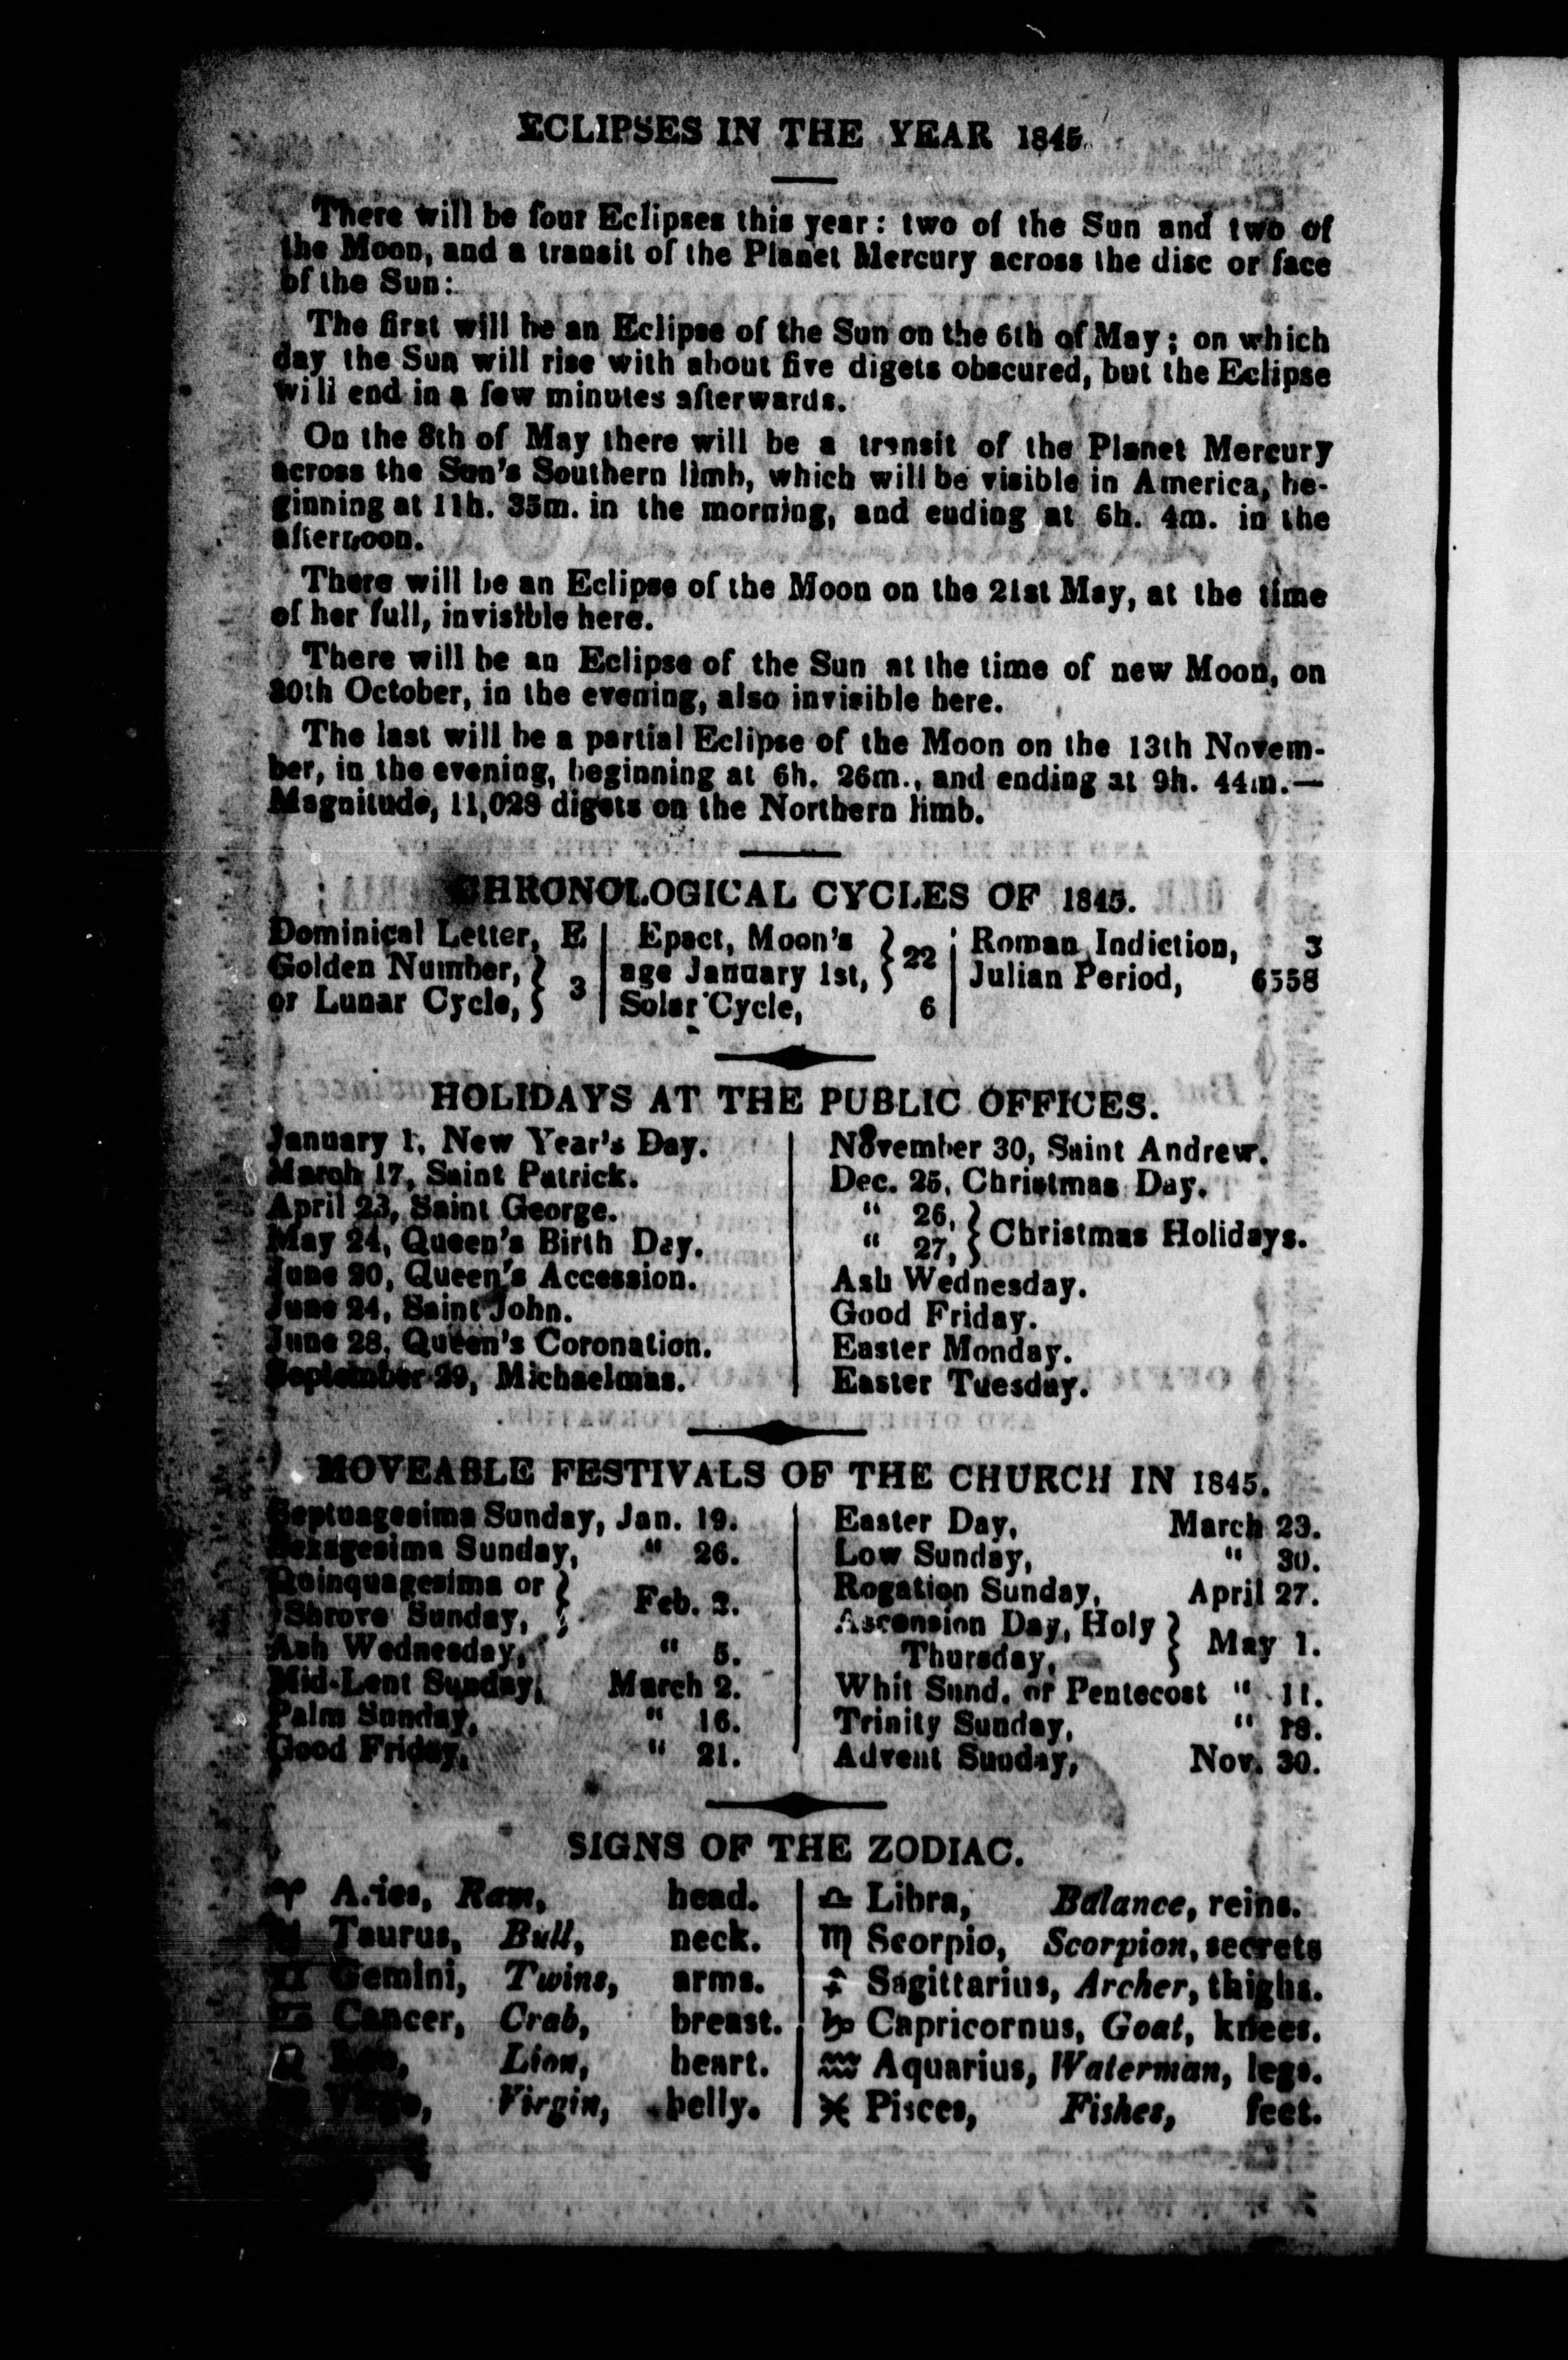 ECLIPSES IN THE YEAR 1845.
There will be four Eclipses this year: two of the Sun and two of
the Moon, and a transit of the Planet Mercury across the disc or face
of the Sun:
The first will be an Eclipse of the Sun on the 6th of May; on which
day the Sun will rise with about five digets obscured, but the Eclipse
will end in a few minutes afterwards.
On the 8th of May there will be a transit of the Planet Mercury
across the Sun's Southern limb, which will be visible in America, be-
ginning at 11h. 35m. in the morning, and ending at 6h. 4m. in the
afternoon.
There will be an Eclipse of the Moon on the 21st May, at the time
of her full, invisible here.
There will be an Eclipse of the Sun at the time of new Moon, on
30th October, in the evening, also invisible here.
The last will be a partial Eclipse of the Moon on the 13th Novem-
ber, in the evening, beginning at 6h. 26m., and ending at 9h. 44m.—
Magnitude, 11,028 digets on the Northern limb.
CHRONOLOGICAL CYCLES OF 1845.
Dominical Letter, E
Golden Number, } 3
or Lunar Cycle, }
Epact, Moon's } 22
age January 1st, }
Solar Cycle, 6
Roman Indiction, 3
Julian Period, 6558
HOLIDAYS AT THE PUBLIC OFFICES.
January 1, New Year's Day.
March 17, Saint Patrick.
April 23, Saint George.
May 24, Queen's Birth Day.
June 20, Queen's Accession.
June 24, Saint John.
June 28, Queen's Coronation.
September 29, Michaelmas.
November 30, Saint Andrew.
Dec. 25, Christmas Day.
" 26, } Christmas Holidays.
" 27, }
Ash Wednesday.
Good Friday.
Easter Monday.
Easter Tuesday.
MOVEABLE FESTIVALS OF THE CHURCH IN 1845.
Septuagesima Sunday, Jan. 19.
Sexagesima Sunday, " 26.
Quinquagesima or } Feb. 2.
Shrove Sunday, }
Ash Wednesday, " 5.
Mid-Lent Sunday, March 2.
Palm Sunday, " 16.
Good Friday, " 21.
Easter Day, March 23.
Low Sunday, " 30.
Rogation Sunday, April 27.
Ascension Day, Holy } May 1.
Thursday, }
Whit Sund. or Pentecost " 11.
Trinity Sunday, " 18.
Advent Sunday, Nov. 30.
SIGNS OF THE ZODIAC.
♈ Aries, Ram, head.
♉ Taurus, Bull, neck.
♊ Gemini, Twins, arms.
♋ Cancer, Crab, breast.
♌ Leo, Lion, heart.
Virgo, Virgin, belly.
♎ Libra, Balance, reins.
♏ Scorpio, Scorpion, secrets
♐ Sagittarius, Archer, thighs.
♑ Capricornus, Goat, knees.
♒ Aquarius, Waterman, legs.
♓ Pisces, Fishes, feet.